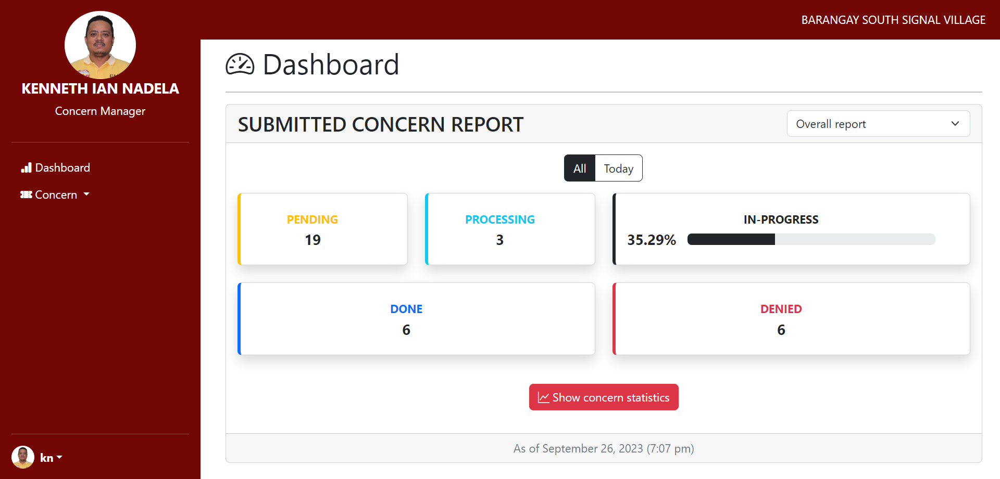 BARANGAY SOUTH SIGNAL VILLAGE
KENNETH IAN NADELA
Concern Manager
Dashboard
Concern
kn
Dashboard
SUBMITTED CONCERN REPORT
Overall report
All
Today
PENDING
19
PROCESSING
3
IN-PROGRESS
35.29%
DONE
6
DENIED
6
Show concern statistics
As of September 26, 2023 (7:07 pm)